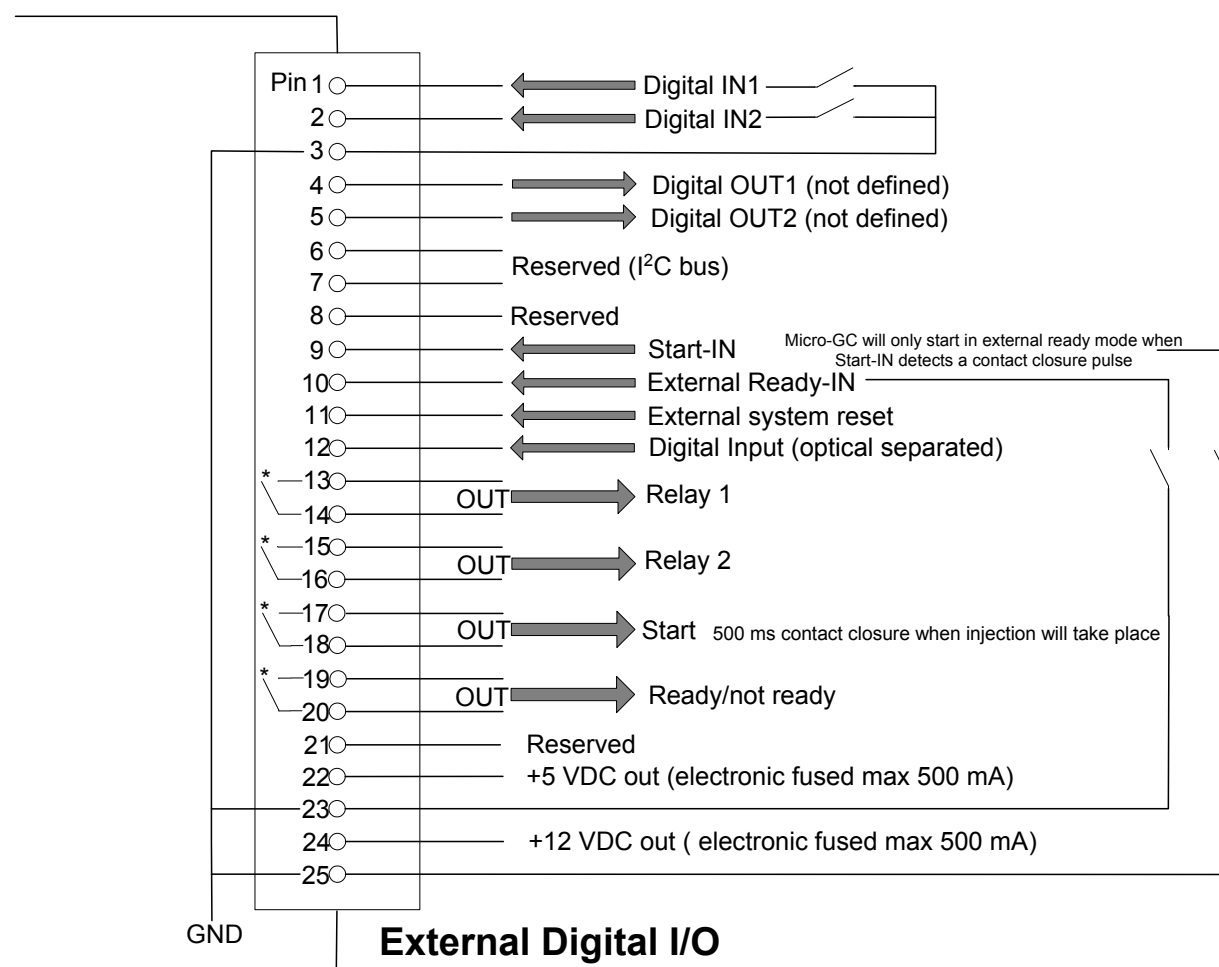 Pin 1 Digital IN1
2 Digital IN2
3
4 Digital OUT1 (not defined)
5 Digital OUT2 (not defined)
6
Reserved (I²C bus)
7
8 Reserved
9 Start-IN Micro-GC will only start in external ready mode when
Start-IN detects a contact closure pulse
10 External Ready-IN
11 External system reset
12 Digital Input (optical separated)
* 13
OUT Relay 1
14
* 15
OUT Relay 2
16
* 17
OUT Start 500 ms contact closure when injection will take place
18
* 19
OUT Ready/not ready
20
21 Reserved
22 +5 VDC out (electronic fused max 500 mA)
23
24 +12 VDC out ( electronic fused max 500 mA)
25
GND
External Digital I/O